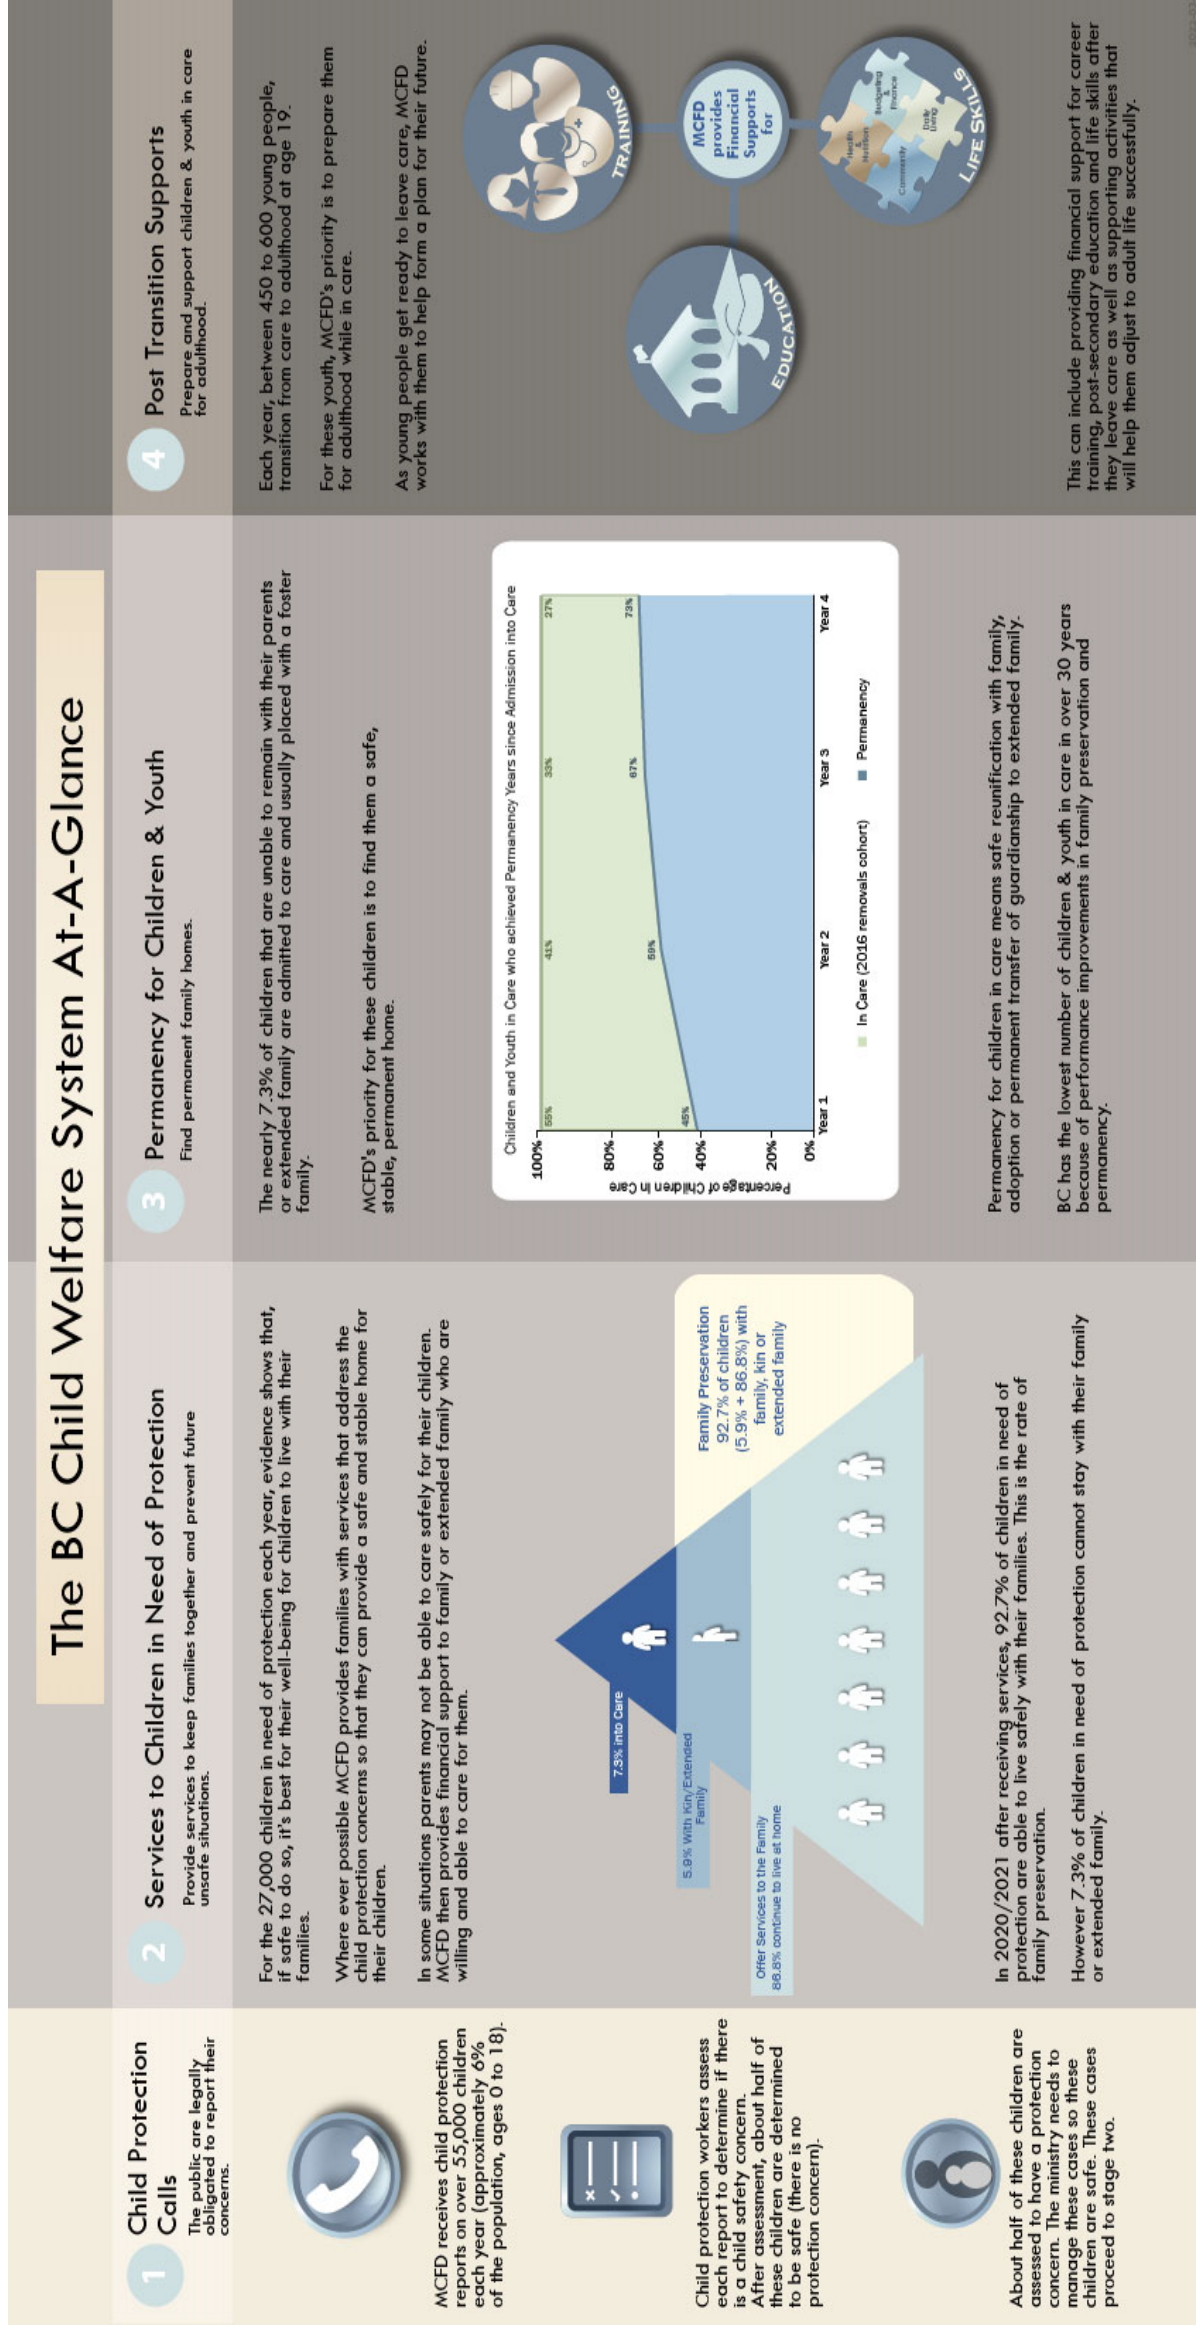 The BC Child Welfare System At-A-Glance
1
Child Protection
Calls
The public are legally
obligated to report their
concerns.
MCFD receives child protection
reports on over 55,000 children
each year (approximately 6%
of the population, ages 0 to 18).
Child protection workers assess
each report to determine if there
is a child safety concern.
After assessment, about half of
these children are determined
to be safe (there is no
protection concern).
About half of these children are
assessed to have a protection
concern. The ministry needs to
manage these cases so these
children are safe. These cases
proceed to stage two.
2
Services to Children in Need of Protection
Provide services to keep families together and prevent future
unsafe situations.
For the 27,000 children in need of protection each year, evidence shows that,
if safe to do so, it's best for their well-being for children to live with their
families.
Where ever possible MCFD provides families with services that address the
child protection concerns so that they can provide a safe and stable home for
their children.
In some situations parents may not be able to care safely for their children.
MCFD then provides financial support to family or extended family who are
willing and able to care for them.
7.3% into Care
5.9% With Kin/Extended
Family
Offer Services to the Family
86.8% continue to live at home
Family Preservation
92.7% of children
(5.9% + 86.8%) with
family, kin or
extended family
In 2020/2021 after receiving services, 92.7% of children in need of
protection are able to live safely with their families. This is the rate of
family preservation.
However 7.3% of children in need of protection cannot stay with their family
or extended family.
3
Permanency for Children & Youth
Find permanent family homes.
The nearly 7.3% of children that are unable to remain with their parents
or extended family are admitted to care and usually placed with a foster
family.
MCFD's priority for these children is to find them a safe,
stable, permanent home.
Children and Youth in Care who achieved Permanency Years since Admission into Care
Percentage of Children in Care
100%
80%
60%
40%
20%
0%
55%
41%
33%
27%
45%
59%
67%
73%
Year 1
Year 2
Year 3
Year 4
In Care (2016 removals cohort)
Permanency
Permanency for children in care means safe reunification with family,
adoption or permanent transfer of guardianship to extended family.
BC has the lowest number of children & youth in care in over 30 years
because of performance improvements in family preservation and
permanency.
4
Post Transition Supports
Prepare and support children & youth in care
for adulthood.
Each year, between 450 to 600 young people,
transition from care to adulthood at age 19.
For these youth, MCFD's priority is to prepare them
for adulthood while in care.
As young people get ready to leave care, MCFD
works with them to help form a plan for their future.
TRAINING
EDUCATION
MCFD
provides
Financial
Supports
for
Health
&
Nutrition
Budgeting
&
Finance
Community
Daily
Living
LIFE SKILLS
This can include providing financial support for career
training, post-secondary education and life skills after
they leave care as well as supporting activities that
will help them adjust to adult life successfully.